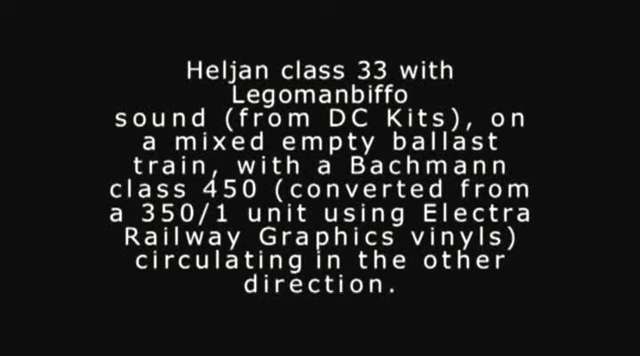 Heljan class 33 with
Legomanbiffo
sound (from DC Kits), on
a mixed empty ballast
train, with a Bachmann
class 450 (converted from
a 350/1 unit using Electra
Railway Graphics vinyls)
circulating in the other
direction.